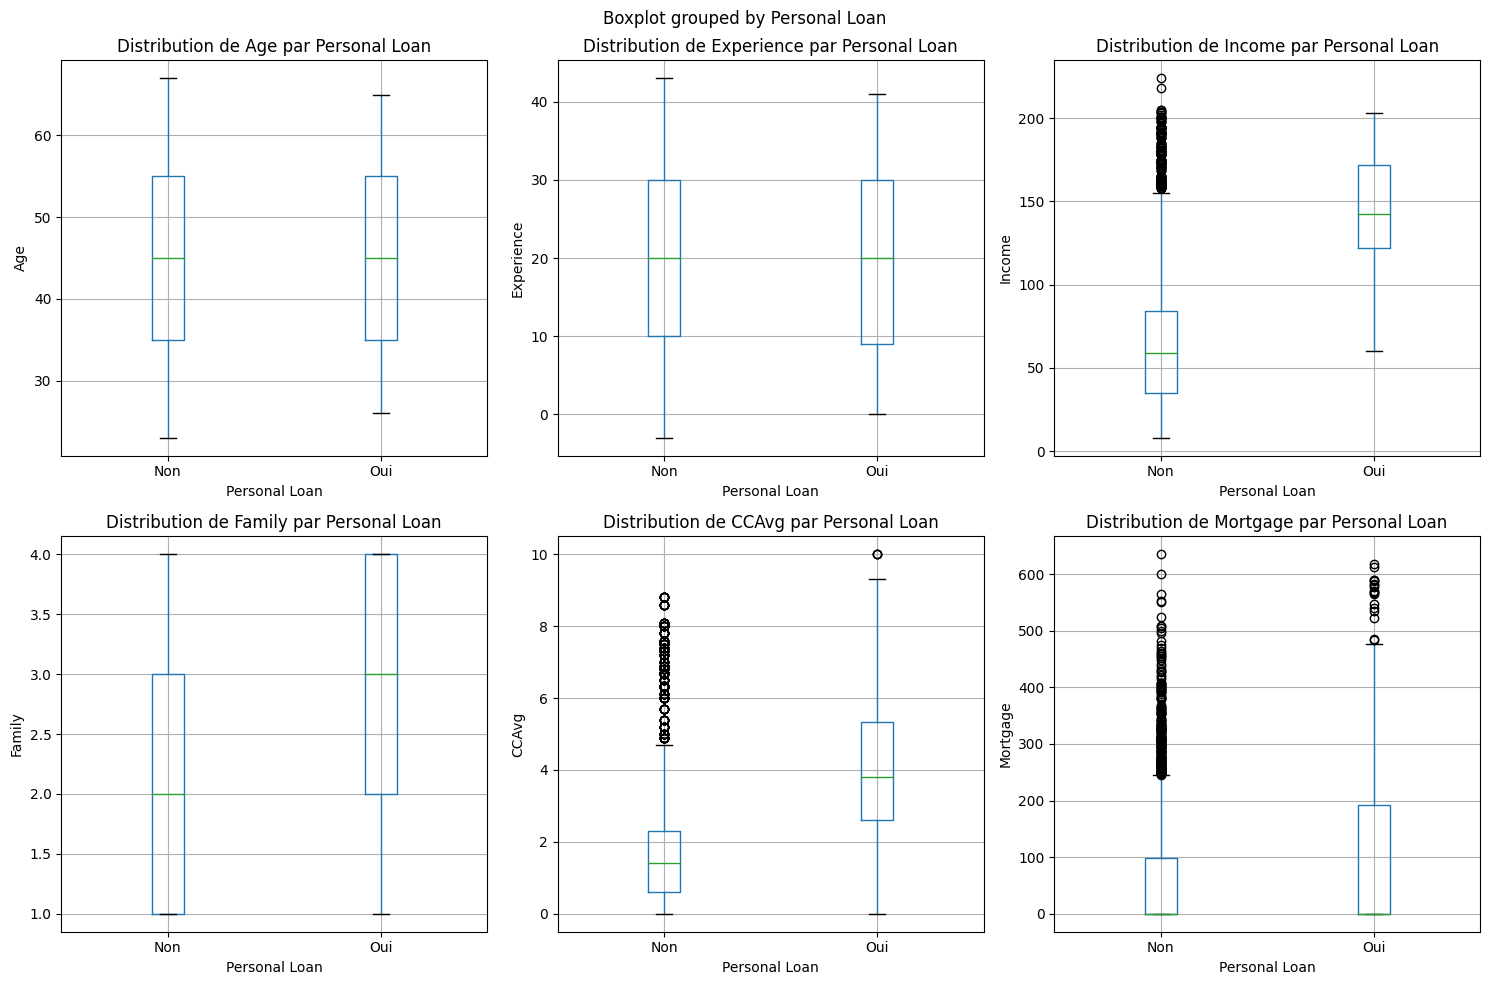 Boxplot grouped by Personal Loan
Distribution de Age par Personal Loan
Age
60
50
40
30
Non Oui
Personal Loan
Distribution de Experience par Personal Loan
Experience
40
30
20
10
0
Non Oui
Personal Loan
Distribution de Income par Personal Loan
Income
200
150
100
50
0
Non Oui
Personal Loan
Distribution de Family par Personal Loan
Family
4.0
3.5
3.0
2.5
2.0
1.5
1.0
Non Oui
Personal Loan
Distribution de CCAvg par Personal Loan
CCAvg
10
8
6
4
2
0
Non Oui
Personal Loan
Distribution de Mortgage par Personal Loan
Mortgage
600
500
400
300
200
100
0
Non Oui
Personal Loan